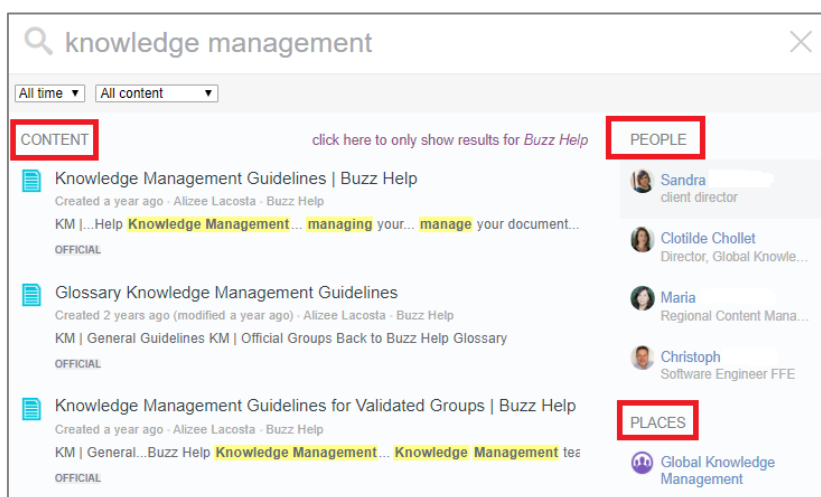 knowledge management
All time ▼ All content ▼
CONTENT
click here to only show results for Buzz Help
Knowledge Management Guidelines | Buzz Help
Created a year ago · Alizee Lacosta · Buzz Help
KM |...Help Knowledge Management... managing your... manage your document...
OFFICIAL
Glossary Knowledge Management Guidelines
Created 2 years ago (modified a year ago) · Alizee Lacosta · Buzz Help
KM | General Guidelines KM | Official Groups Back to Buzz Help Glossary
OFFICIAL
Knowledge Management Guidelines for Validated Groups | Buzz Help
Created a year ago · Alizee Lacosta · Buzz Help
KM | General...Buzz Help Knowledge Management... Knowledge Management tea
OFFICIAL
PEOPLE
Sandra
client director
Clotilde Chollet
Director, Global Knowle...
Maria
Regional Content Mana...
Christoph
Software Engineer FFE
PLACES
Global Knowledge
Management